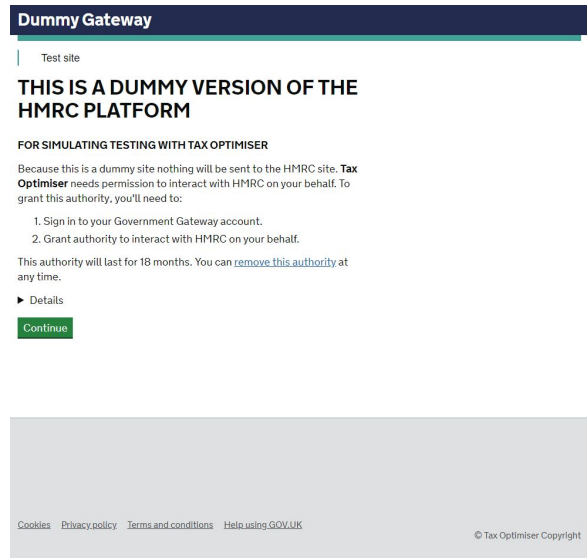 Dummy Gateway
Test site
THIS IS A DUMMY VERSION OF THE
HMRC PLATFORM
FOR SIMULATING TESTING WITH TAX OPTIMISER
Because this is a dummy site nothing will be sent to the HMRC site. Tax
Optimiser needs permission to interact with HMRC on your behalf. To
grant this authority, you'll need to:
1. Sign in to your Government Gateway account.
2. Grant authority to interact with HMRC on your behalf.
This authority will last for 18 months. You can remove this authority at
any time.
Details
Continue
Cookies Privacy policy Terms and conditions Help using GOV.UK
© Tax Optimiser Copyright